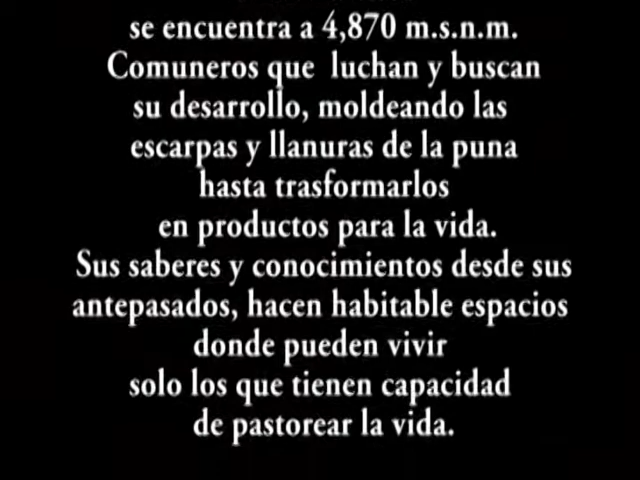 se encuentra a 4,870 m.s.n.m.
Comuneros que luchan y buscan
su desarrollo, moldeando las
escarpas y llanuras de la puna
hasta trasformarlos
en productos para la vida.
Sus saberes y conocimientos desde sus
antepasados, hacen habitable espacios
donde pueden vivir
solo los que tienen capacidad
de pastorear la vida.